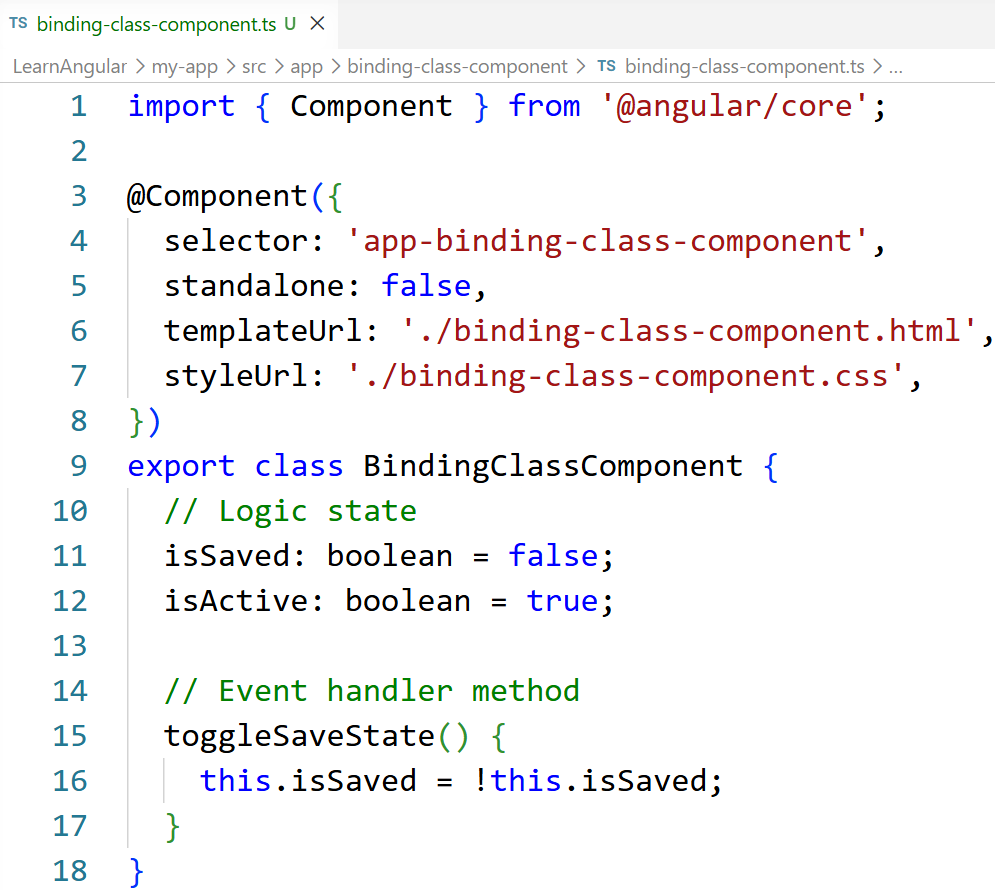 TS binding-class-component.ts U ×
LearnAngular > my-app > src > app > binding-class-component > TS binding-class-component.ts > ...
1 import { Component } from '@angular/core';
2
3 @Component({
4   selector: 'app-binding-class-component',
5   standalone: false,
6   templateUrl: './binding-class-component.html',
7   styleUrl: './binding-class-component.css',
8 })
9 export class BindingClassComponent {
10   // Logic state
11   isSaved: boolean = false;
12   isActive: boolean = true;
13
14   // Event handler method
15   toggleSaveState() {
16     this.isSaved = !this.isSaved;
17   }
18 }